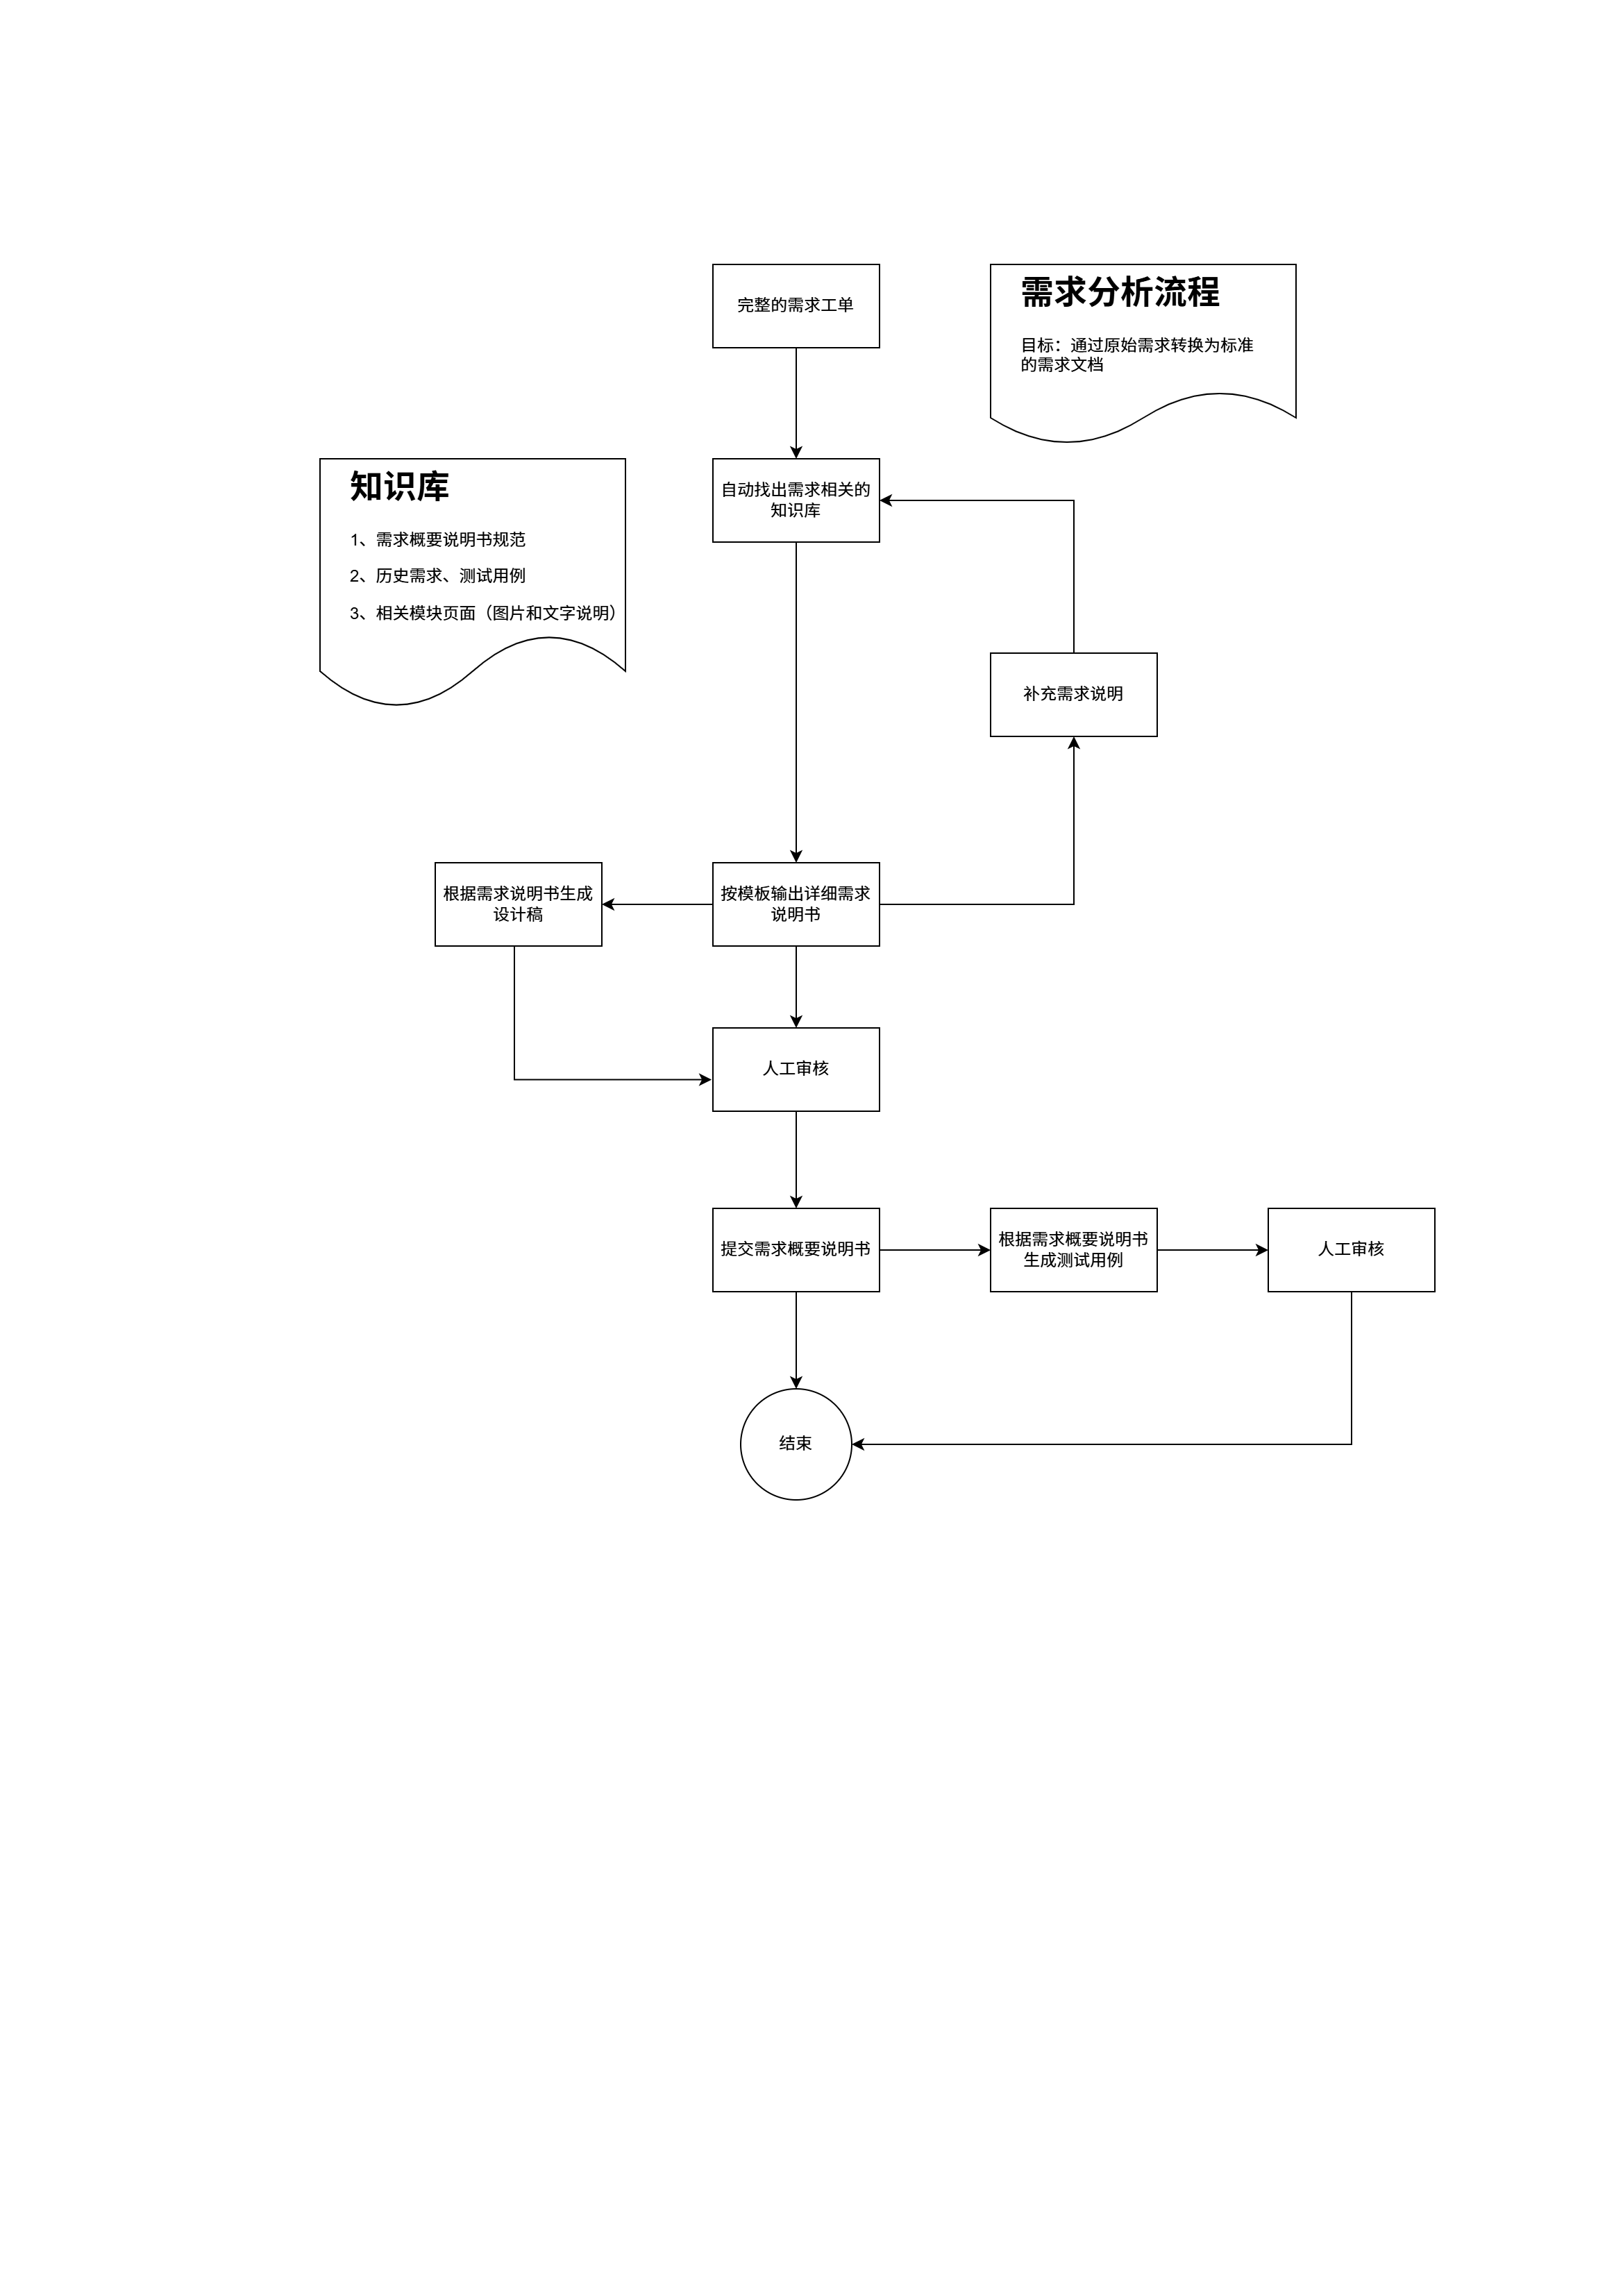 完整的需求工单
需求分析流程
目标：通过原始需求转换为标准
的需求文档
知识库
1、需求概要说明书规范
2、历史需求、测试用例
3、相关模块页面（图片和文字说明）
自动找出需求相关的
知识库
补充需求说明
根据需求说明书生成
设计稿
按模板输出详细需求
说明书
人工审核
提交需求概要说明书
根据需求概要说明书
生成测试用例
人工审核
结束